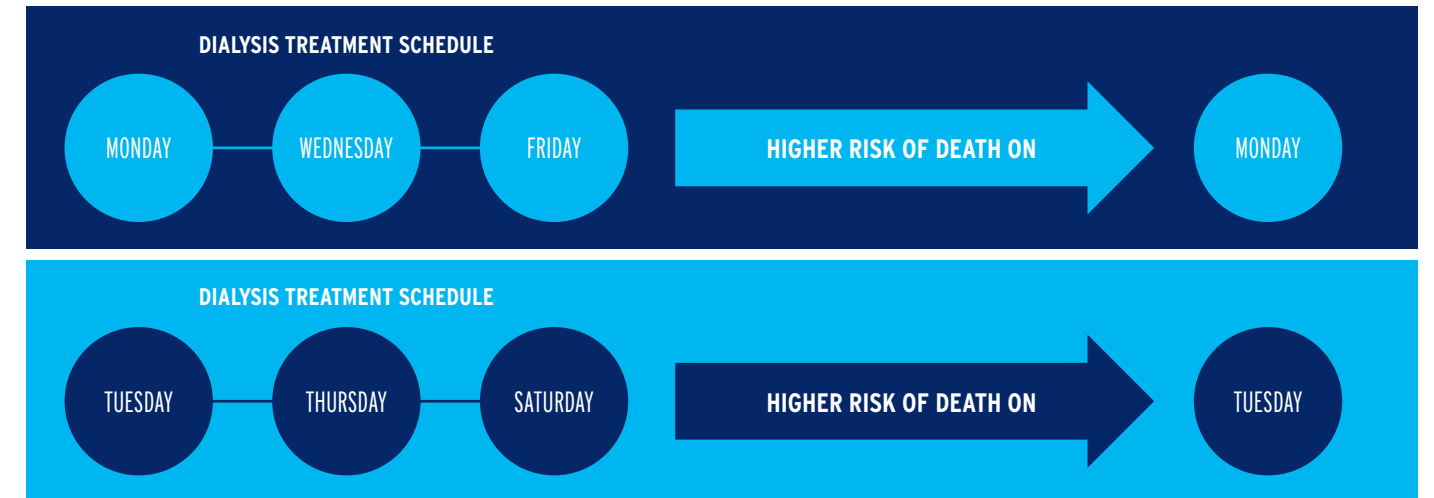 DIALYSIS TREATMENT SCHEDULE
MONDAY WEDNESDAY FRIDAY HIGHER RISK OF DEATH ON MONDAY
DIALYSIS TREATMENT SCHEDULE
TUESDAY THURSDAY SATURDAY HIGHER RISK OF DEATH ON TUESDAY